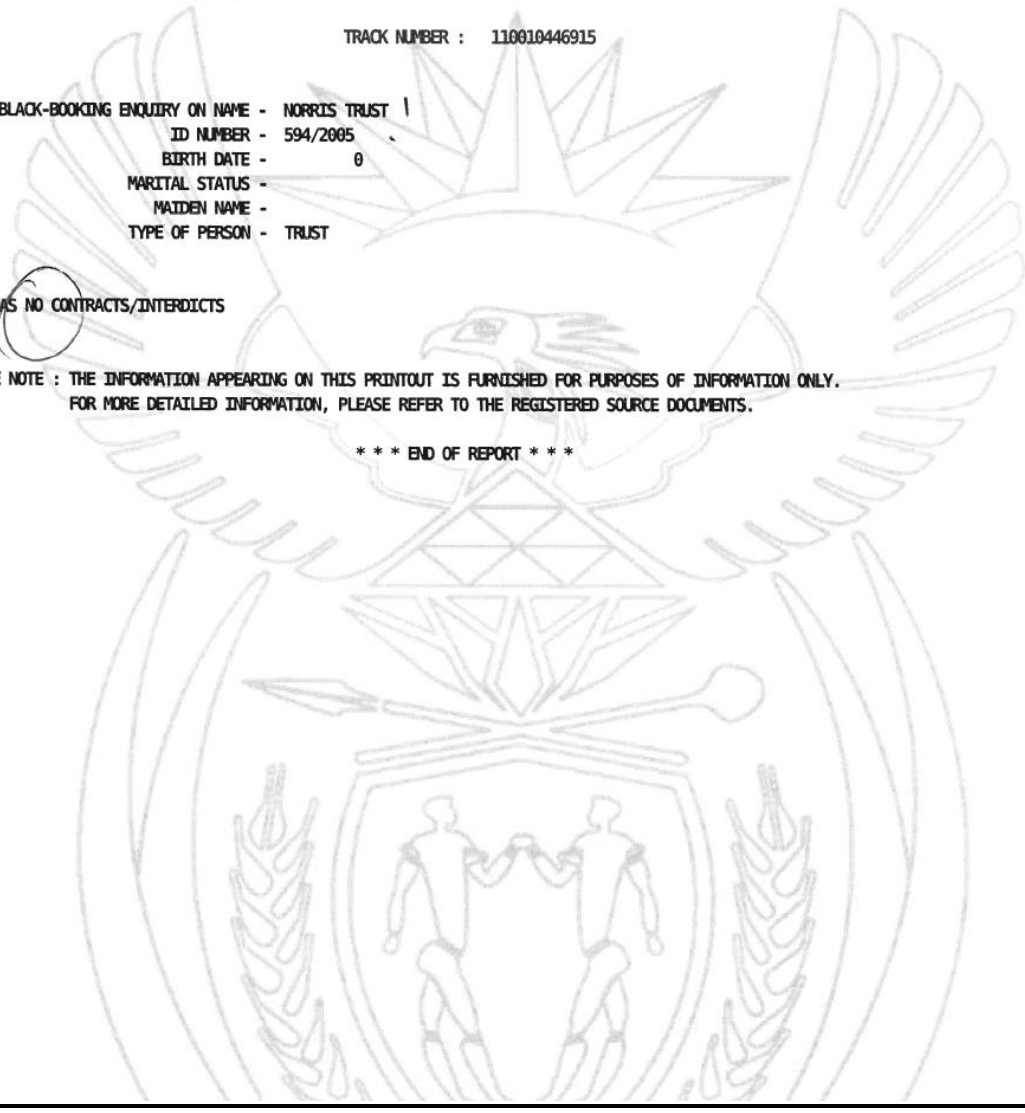 TRACK NUMBER : 110010446915
BLACK-BOOKING ENQUIRY ON NAME - NORRIS TRUST
ID NUMBER - 594/2005
BIRTH DATE - 0
MARITAL STATUS -
MAIDEN NAME -
TYPE OF PERSON - TRUST
AS NO CONTRACTS/INTERDICTS
E NOTE : THE INFORMATION APPEARING ON THIS PRINTOUT IS FURNISHED FOR PURPOSES OF INFORMATION ONLY.
FOR MORE DETAILED INFORMATION, PLEASE REFER TO THE REGISTERED SOURCE DOCUMENTS.
* * * END OF REPORT * * *